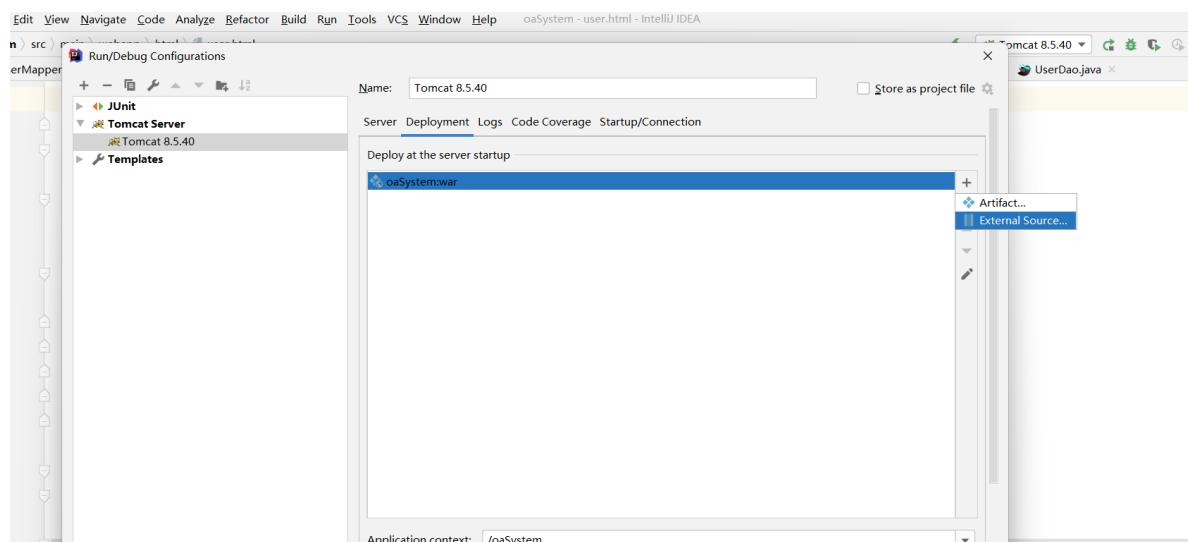 Edit View Navigate Code Analyze Refactor Build Run Tools VCS Window Help oaSystem - user.html - IntelliJ IDEA
src
Tomcat 8.5.40
Run/Debug Configurations
erMapper
UserDao.java
Name: Tomcat 8.5.40
Store as project file
JUnit
Tomcat Server
Tomcat 8.5.40
Templates
Server Deployment Logs Code Coverage Startup/Connection
Deploy at the server startup
oaSystem:war
Artifact...
External Source...
Application context: /oaSystem